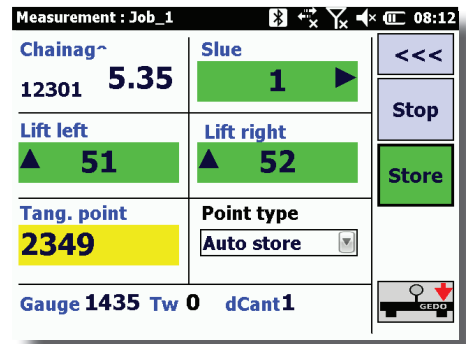 Measurement : Job_1 08:12
Chainag^ Slue <<<
12301 5.35 1
Stop
Lift left Lift right
51 52
Store
Tang. point Point type
2349 Auto store
Gauge 1435 Tw 0 dCant 1
GEDO